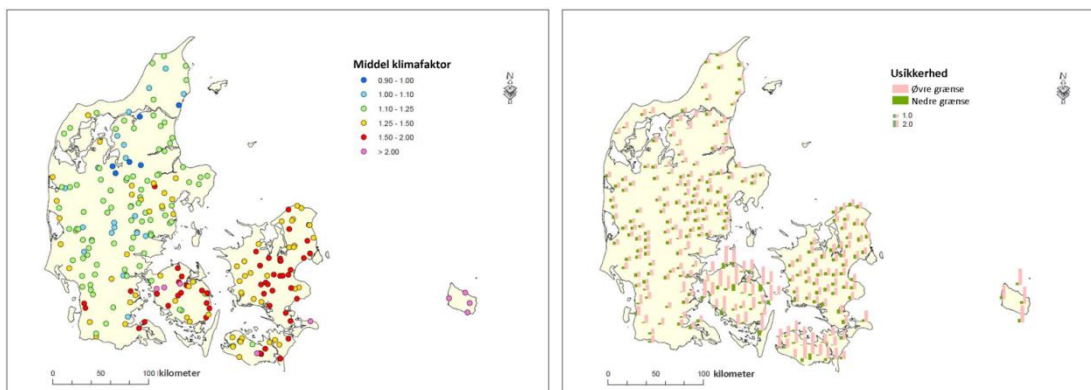 Middel klimafaktor
0.90 - 1.00
1.00 - 1.10
1.10 - 1.25
1.25 - 1.50
1.50 - 2.00
> 2.00
N
0 100 kilometer
Usikkerhed
Øvre grænse
Nedre grænse
1.0
2.0
N
0 100 kilometer